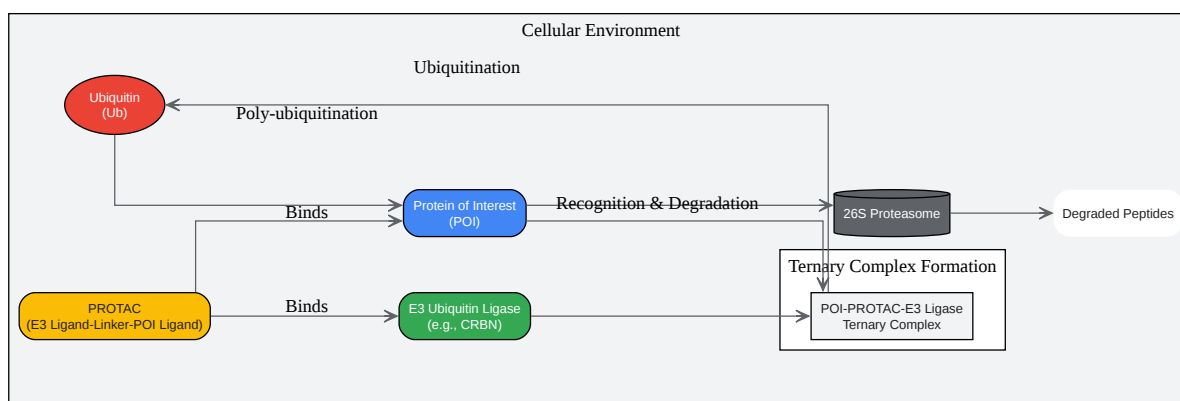 Cellular Environment
Ubiquitination
Ubiquitin
(Ub)
Poly-ubiquitination
Protein of Interest
(POI)
Binds
Recognition & Degradation
26S Proteasome
Degraded Peptides
Ternary Complex Formation
PROTAC
(E3 Ligand-Linker-POI Ligand)
Binds
E3 Ubiquitin Ligase
(e.g., CRBN)
POI-PROTAC-E3 Ligase
Ternary Complex